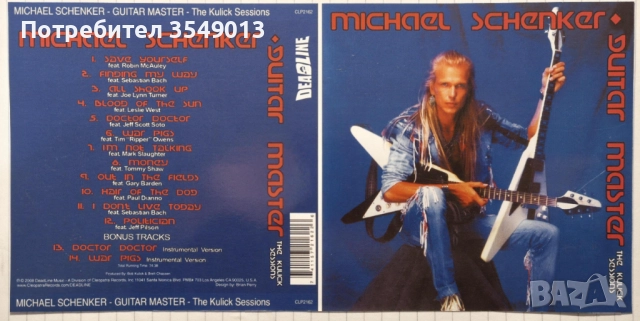 Потребител 3549013
MICHAEL SCHENKER - GUITAR MASTER - The Kulick Sessions CLP2162
MICHAEL SCHENKER
1. SAVE YOURSELF
feat. Robin McAuley
2. FINDING MY WAY
feat. Sebastian Bach
3. ALL SHOOK UP
feat. Joe Lynn Turner
4. BLOOD OF THE SUN
feat. Leslie West
5. DOCTOR DOCTOR
feat. Jeff Scott Soto
6. WAR PIGS
feat. Tim "Ripper" Owens
7. I'M NOT TALKING
feat. Mark Slaughter
8. MONEY
feat. Tommy Shaw
9. OUT IN THE FIELDS
feat. Gary Barden
10. HAIR OF THE DOG
feat. Paul Dianno
11. I DON'T LIVE TODAY
feat. Sebastian Bach
12. POLITICIAN
feat. Jeff Pilson
BONUS TRACKS
13. DOCTOR DOCTOR Instrumental Version
14. WAR PIGS Instrumental Version
GUITAR MASTER
DEADLINE
MICHAEL SCHENKER - GUITAR MASTER - The Kulick Sessions CLP2162
MICHAEL SCHENKER
GUITAR MASTER
THE KULICK SESSIONS
bazar.bg